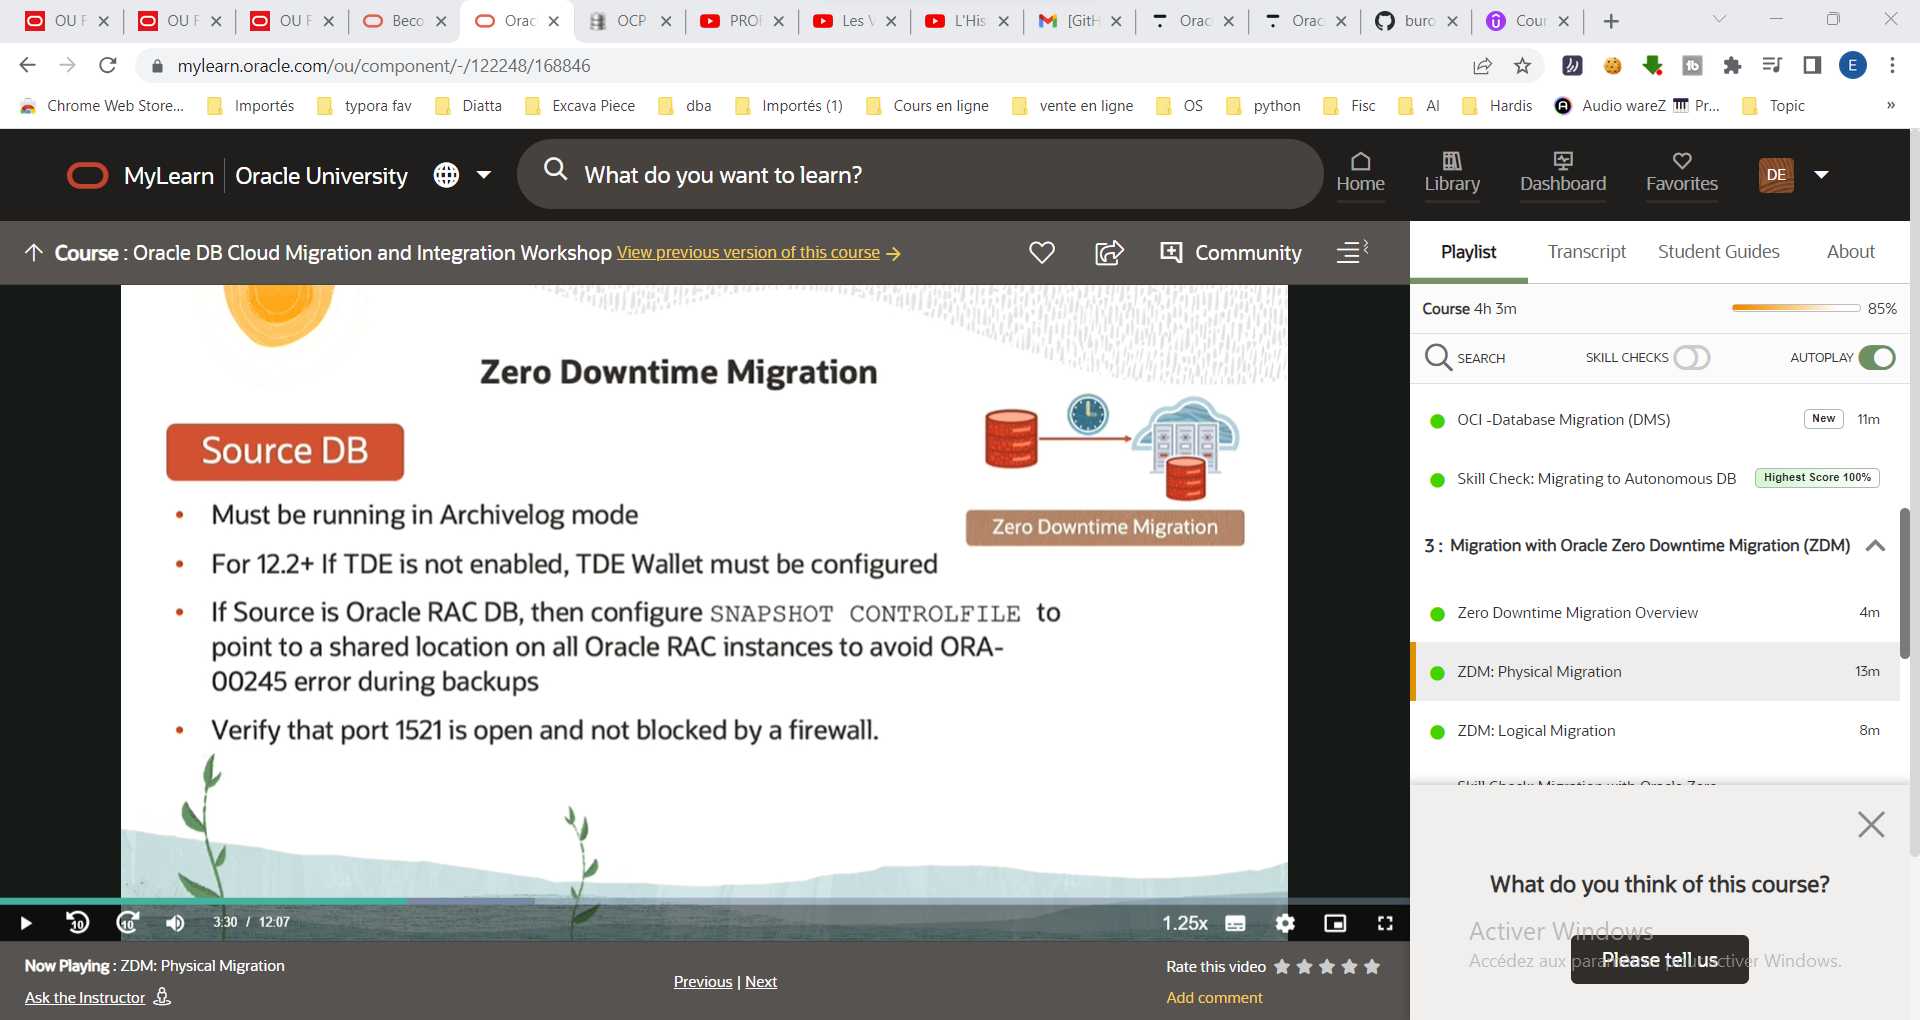 OU F
OU F
OU F
Beco
Orac
OCP
PROF
Les V
L'His
[GitH
Orac
Orac
buro
Cour
mylearn.oracle.com/ou/component/-/122248/168846
E
Chrome Web Store...
Importés
typora fav
Diatta
Excava Piece
dba
Importés (1)
Cours en ligne
vente en ligne
OS
python
Fisc
AI
Hardis
Audio wareZ
Pr...
Topic
»
MyLearn
Oracle University
What do you want to learn?
Home
Library
Dashboard
Favorites
DE
Course : Oracle DB Cloud Migration and Integration Workshop View previous version of this course
Community
Playlist
Transcript
Student Guides
About
Course 4h 3m
85%
SEARCH
SKILL CHECKS
AUTOPLAY
Zero Downtime Migration
Source DB
• Must be running in Archivelog mode
• For 12.2+ If TDE is not enabled, TDE Wallet must be configured
• If Source is Oracle RAC DB, then configure SNAPSHOT CONTROLFILE to
point to a shared location on all Oracle RAC instances to avoid ORA-
00245 error during backups
• Verify that port 1521 is open and not blocked by a firewall.
Zero Downtime Migration
OCI -Database Migration (DMS)
New
11m
Skill Check: Migrating to Autonomous DB
Highest Score 100%
3 : Migration with Oracle Zero Downtime Migration (ZDM)
Zero Downtime Migration Overview
4m
ZDM: Physical Migration
13m
ZDM: Logical Migration
8m
Skill Check: Migration with Oracle Zero
What do you think of this course?
Activer Windows
Accédez aux paramètres pour activer Windows.
Please tell us
10
10
3:30 / 12:07
1.25x
Now Playing : ZDM: Physical Migration
Ask the Instructor
Previous | Next
Rate this video
Add comment